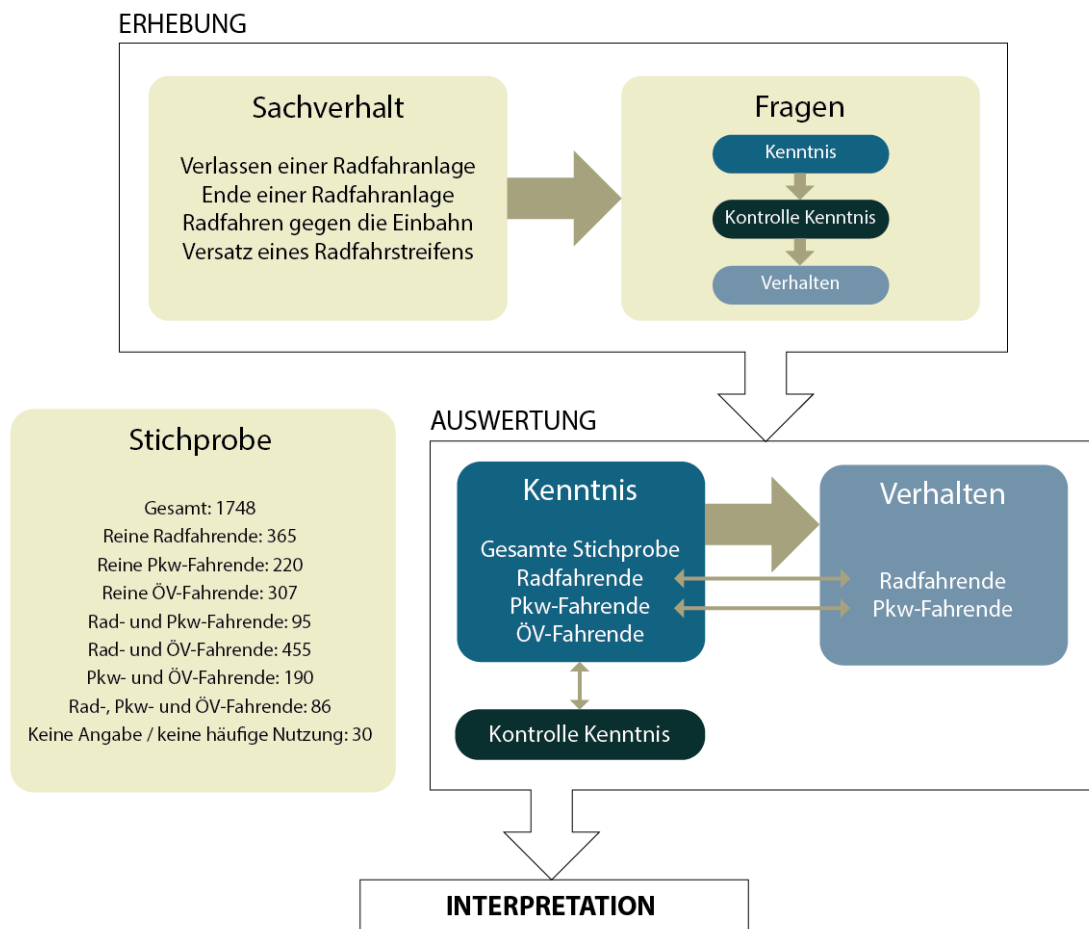 ERHEBUNG
Sachverhalt
Verlassen einer Radfahranlage
Ende einer Radfahranlage
Radfahren gegen die Einbahn
Versatz eines Radfahrstreifens
Fragen
Kenntnis
Kontrolle Kenntnis
Verhalten
Stichprobe
Gesamt: 1748
Reine Radfahrende: 365
Reine Pkw-Fahrende: 220
Reine ÖV-Fahrende: 307
Rad- und Pkw-Fahrende: 95
Rad- und ÖV-Fahrende: 455
Pkw- und ÖV-Fahrende: 190
Rad-, Pkw- und ÖV-Fahrende: 86
Keine Angabe / keine häufige Nutzung: 30
AUSWERTUNG
Kenntnis
Gesamte Stichprobe
Radfahrende
Pkw-Fahrende
ÖV-Fahrende
Kontrolle Kenntnis
Verhalten
Radfahrende
Pkw-Fahrende
INTERPRETATION